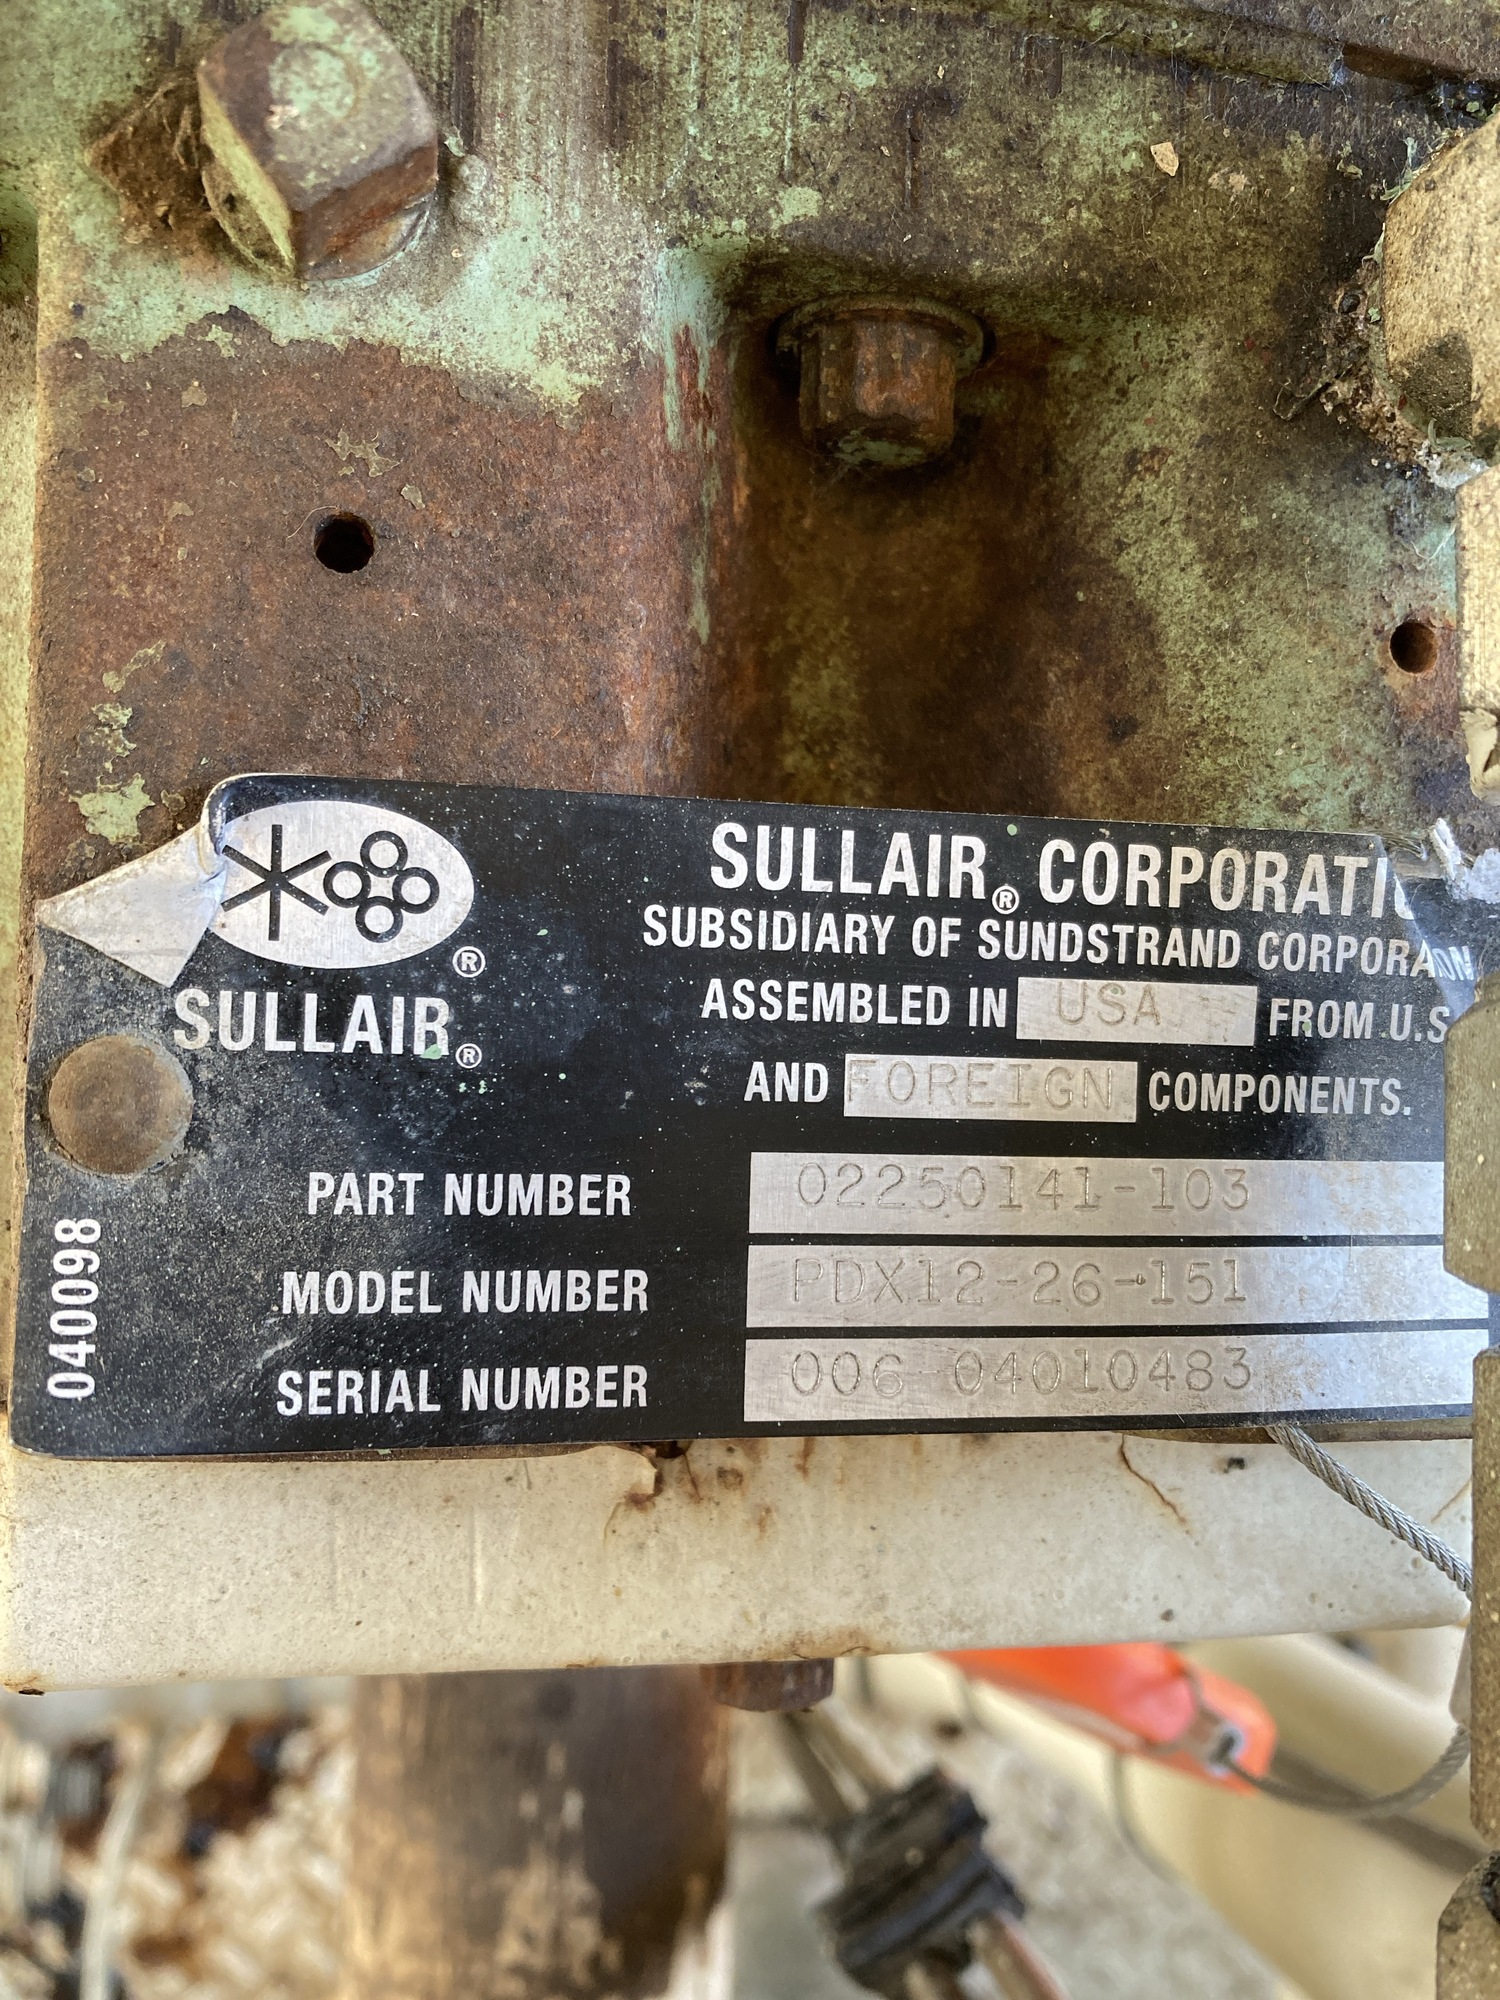 ® SULLAIR®
SULLAIR® CORPORATI
SUBSIDIARY OF SUNDSTRAND CORPORATION
ASSEMBLED IN USA FROM U.S
AND FOREIGN COMPONENTS.
PART NUMBER 02250141-103
MODEL NUMBER PDX12-26-151
SERIAL NUMBER 006-04010483
040098